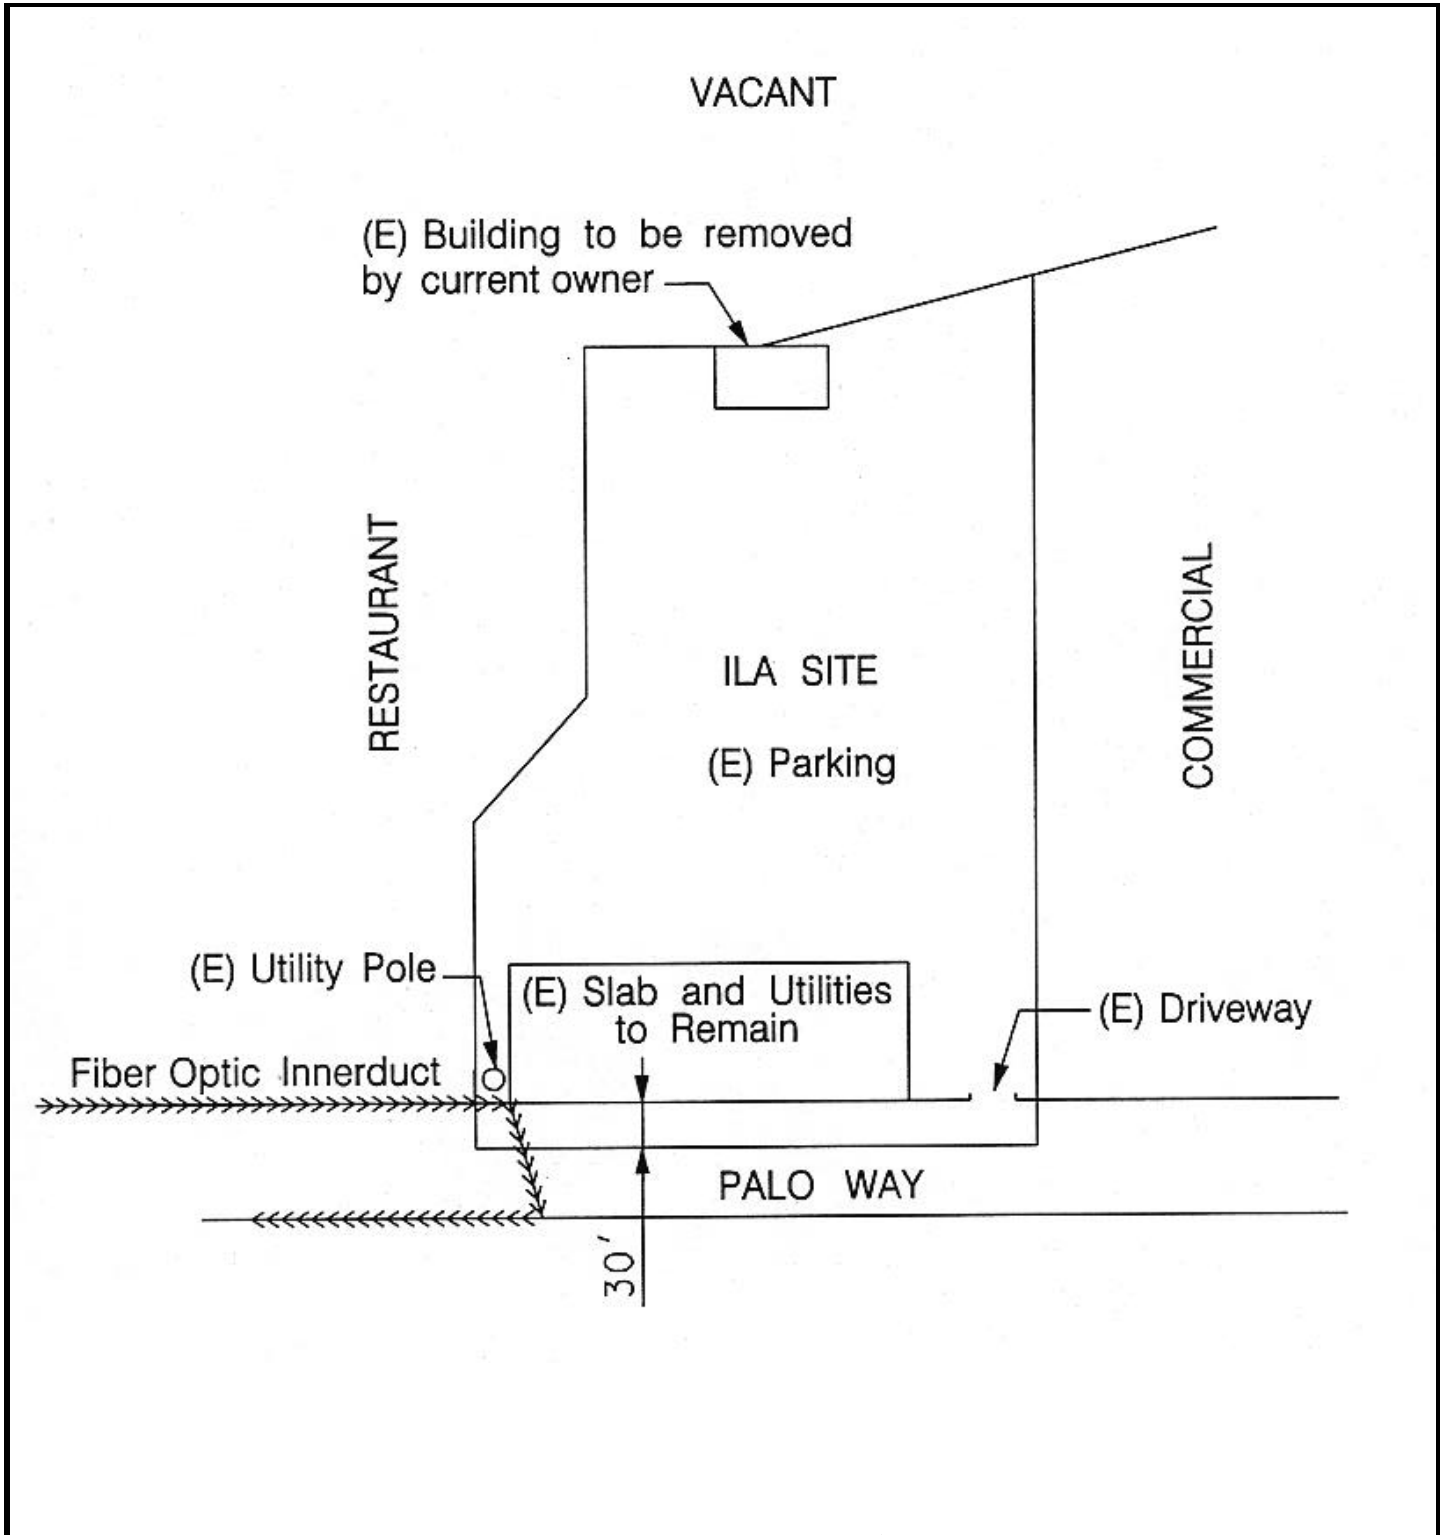 VACANT
(E) Building to be removed
by current owner
RESTAURANT
COMMERCIAL
ILA SITE
(E) Parking
(E) Utility Pole
(E) Slab and Utilities
to Remain
(E) Driveway
Fiber Optic Innerduct
PALO WAY
30'